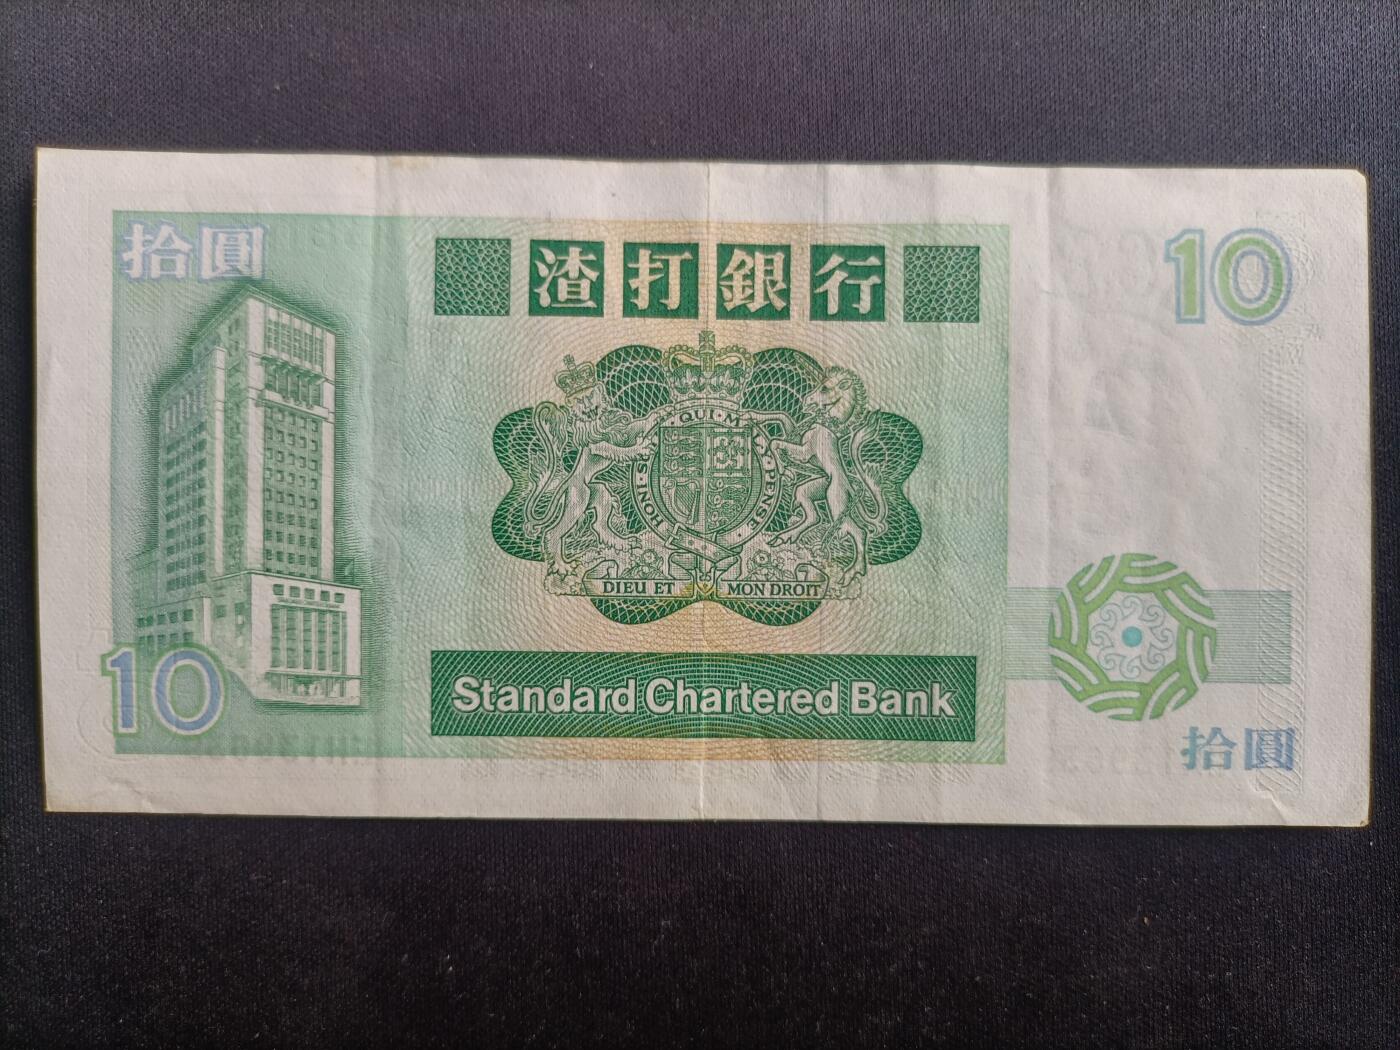 拾圓
渣打銀行
10
HONI·SOIT·QUI·MAL·Y·PENSE
DIEU ET MON DROIT
10
Standard Chartered Bank
拾圓